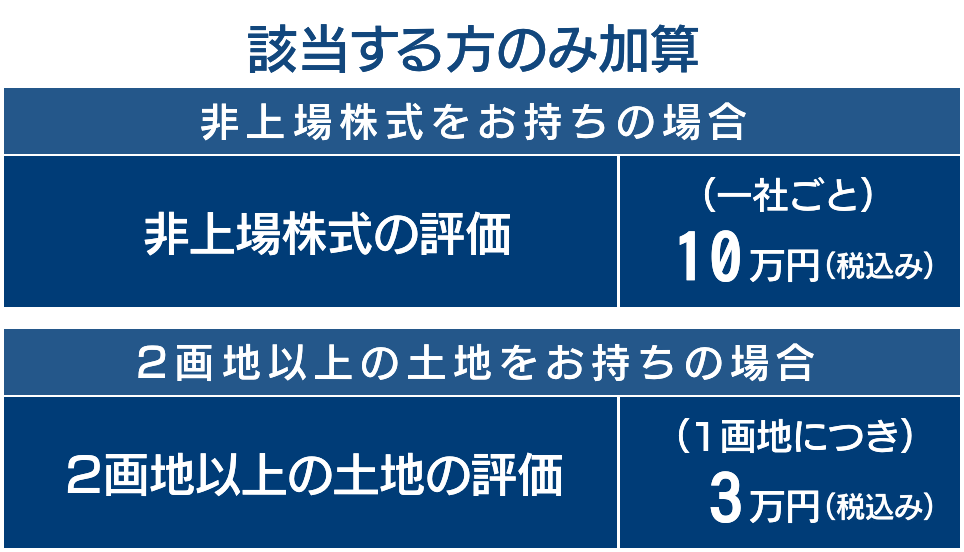 該当する方のみ加算
非上場株式をお持ちの場合
非上場株式の評価
（一社ごと）
10万円（税込み）
2画地以上の土地をお持ちの場合
2画地以上の土地の評価
（1画地につき）
3万円（税込み）